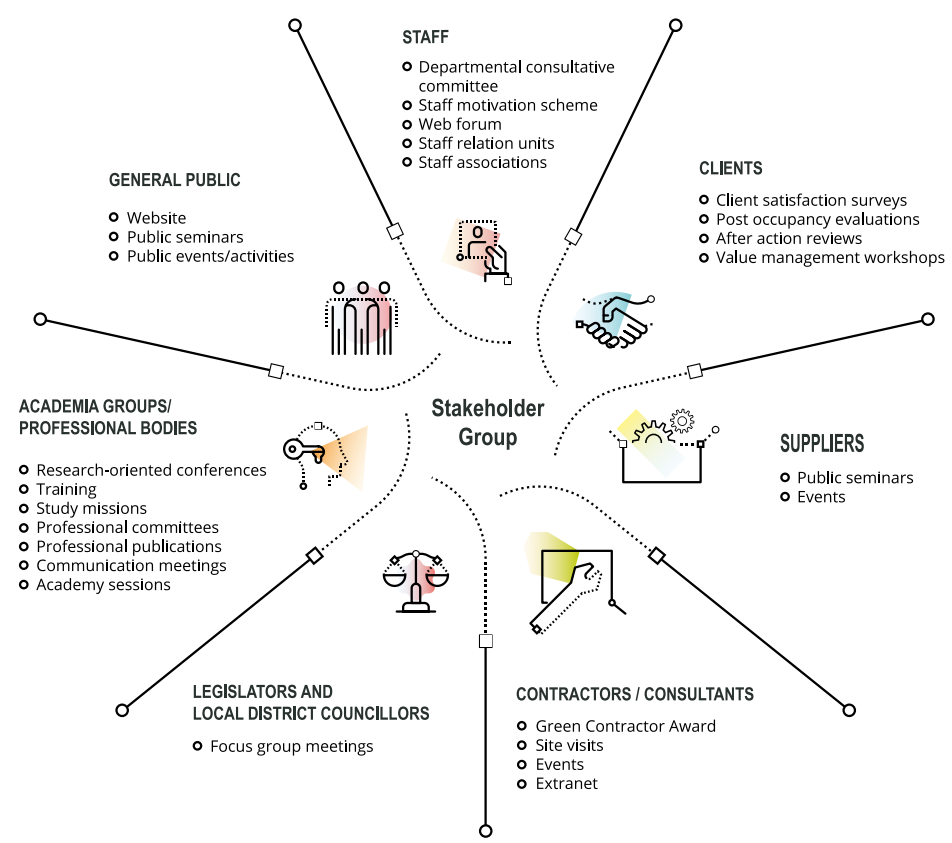 STAFF
Departmental consultative
committee
Staff motivation scheme
Web forum
Staff relation units
Staff associations
CLIENTS
Client satisfaction surveys
Post occupancy evaluations
After action reviews
Value management workshops
GENERAL PUBLIC
Website
Public seminars
Public events/activities
Stakeholder
Group
ACADEMIA GROUPS/
PROFESSIONAL BODIES
Research-oriented conferences
Training
Study missions
Professional committees
Professional publications
Communication meetings
Academy sessions
SUPPLIERS
Public seminars
Events
LEGISLATORS AND
LOCAL DISTRICT COUNCILLORS
Focus group meetings
CONTRACTORS / CONSULTANTS
Green Contractor Award
Site visits
Events
Extranet